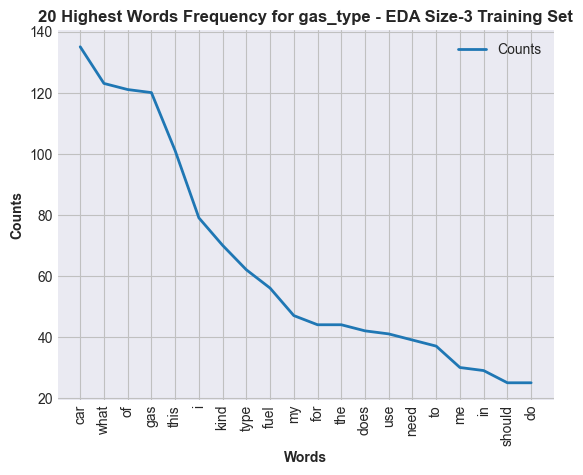 20 Highest Words Frequency for gas_type - EDA Size-3 Training Set
Counts
140
120
100
80
60
40
20
Counts
car
what
of
gas
this
i
kind
type
fuel
my
for
the
does
use
need
to
me
in
should
do
Words